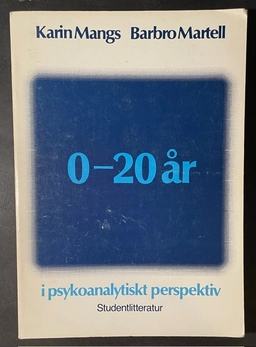 Karin Mangs Barbro Martell
0–20 år
i psykoanalytiskt perspektiv
Studentlitteratur